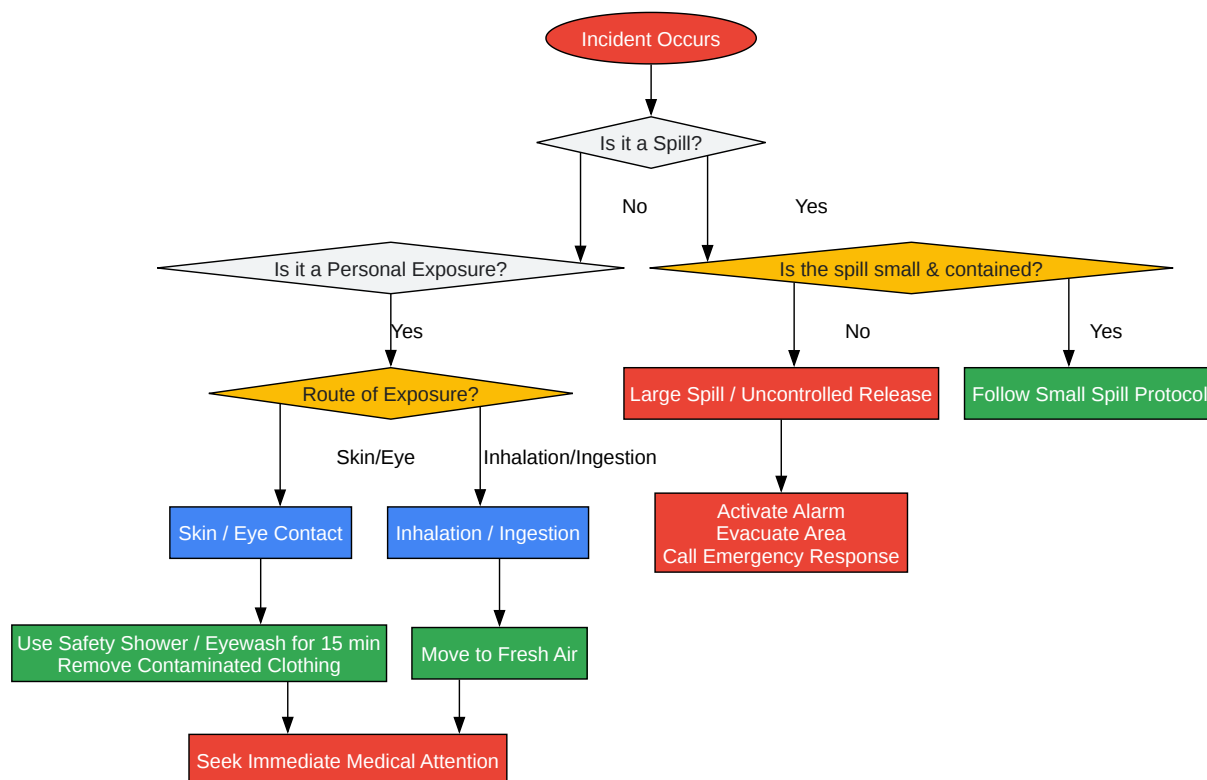 Incident Occurs
Is it a Spill?
No
Yes
Is it a Personal Exposure?
Is the spill small & contained?
Yes
No
Yes
Route of Exposure?
Large Spill / Uncontrolled Release
Follow Small Spill Protocol
Skin/Eye
Inhalation/Ingestion
Skin / Eye Contact
Inhalation / Ingestion
Activate Alarm
Evacuate Area
Call Emergency Response
Use Safety Shower / Eyewash for 15 min
Remove Contaminated Clothing
Move to Fresh Air
Seek Immediate Medical Attention